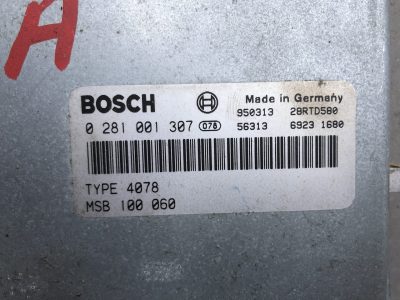 A
BOSCH
Made in Germany
950313 28RTD580
0 281 001 307 078 56313 6923 1680
TYPE 4078
MSB 100 060